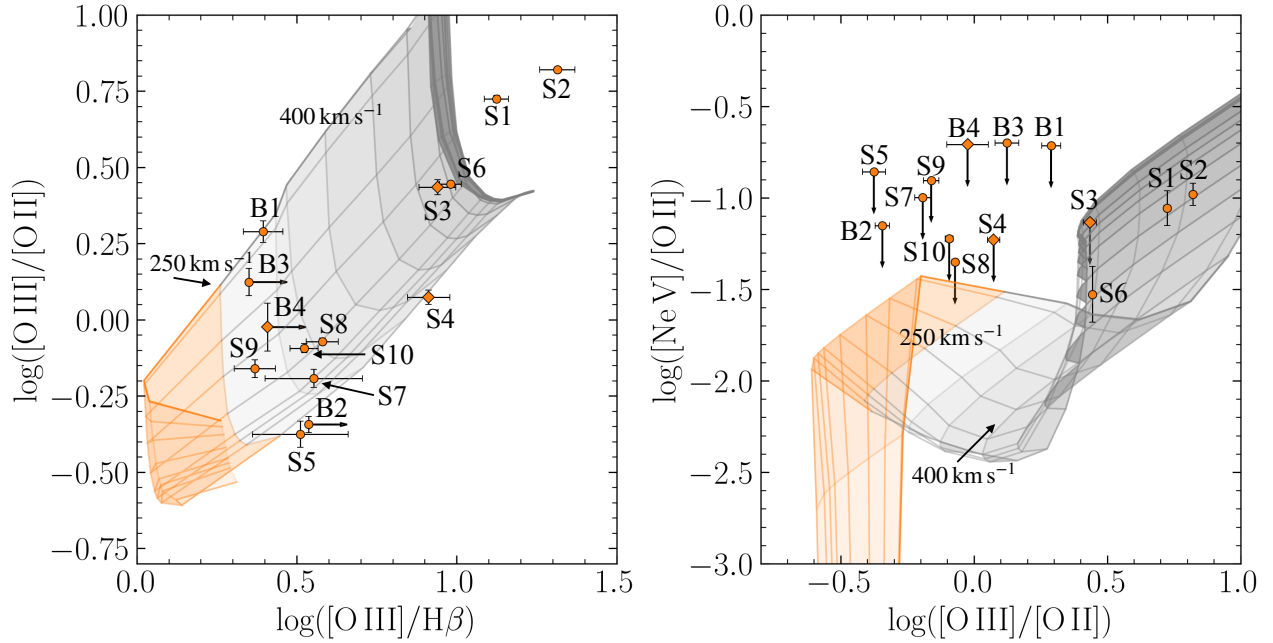 1.00
0.75
0.50
0.25
0.00
−0.25
−0.50
−0.75
log([O III]/[O II])
0.0
0.5
1.0
1.5
log([O III]/Hβ)
400 km s⁻¹
250 km s⁻¹
S2
S1
S6
S3
B1
B3
B4
S4
S8
S9
S10
S7
B2
S5
0.0
−0.5
−1.0
−1.5
−2.0
−2.5
−3.0
log([Ne V]/[O II])
−0.5
0.0
0.5
1.0
log([O III]/[O II])
B4
B3
B1
S5
S9
S7
B2
S10
S4
S8
S3
S1
S2
S6
250 km s⁻¹
400 km s⁻¹